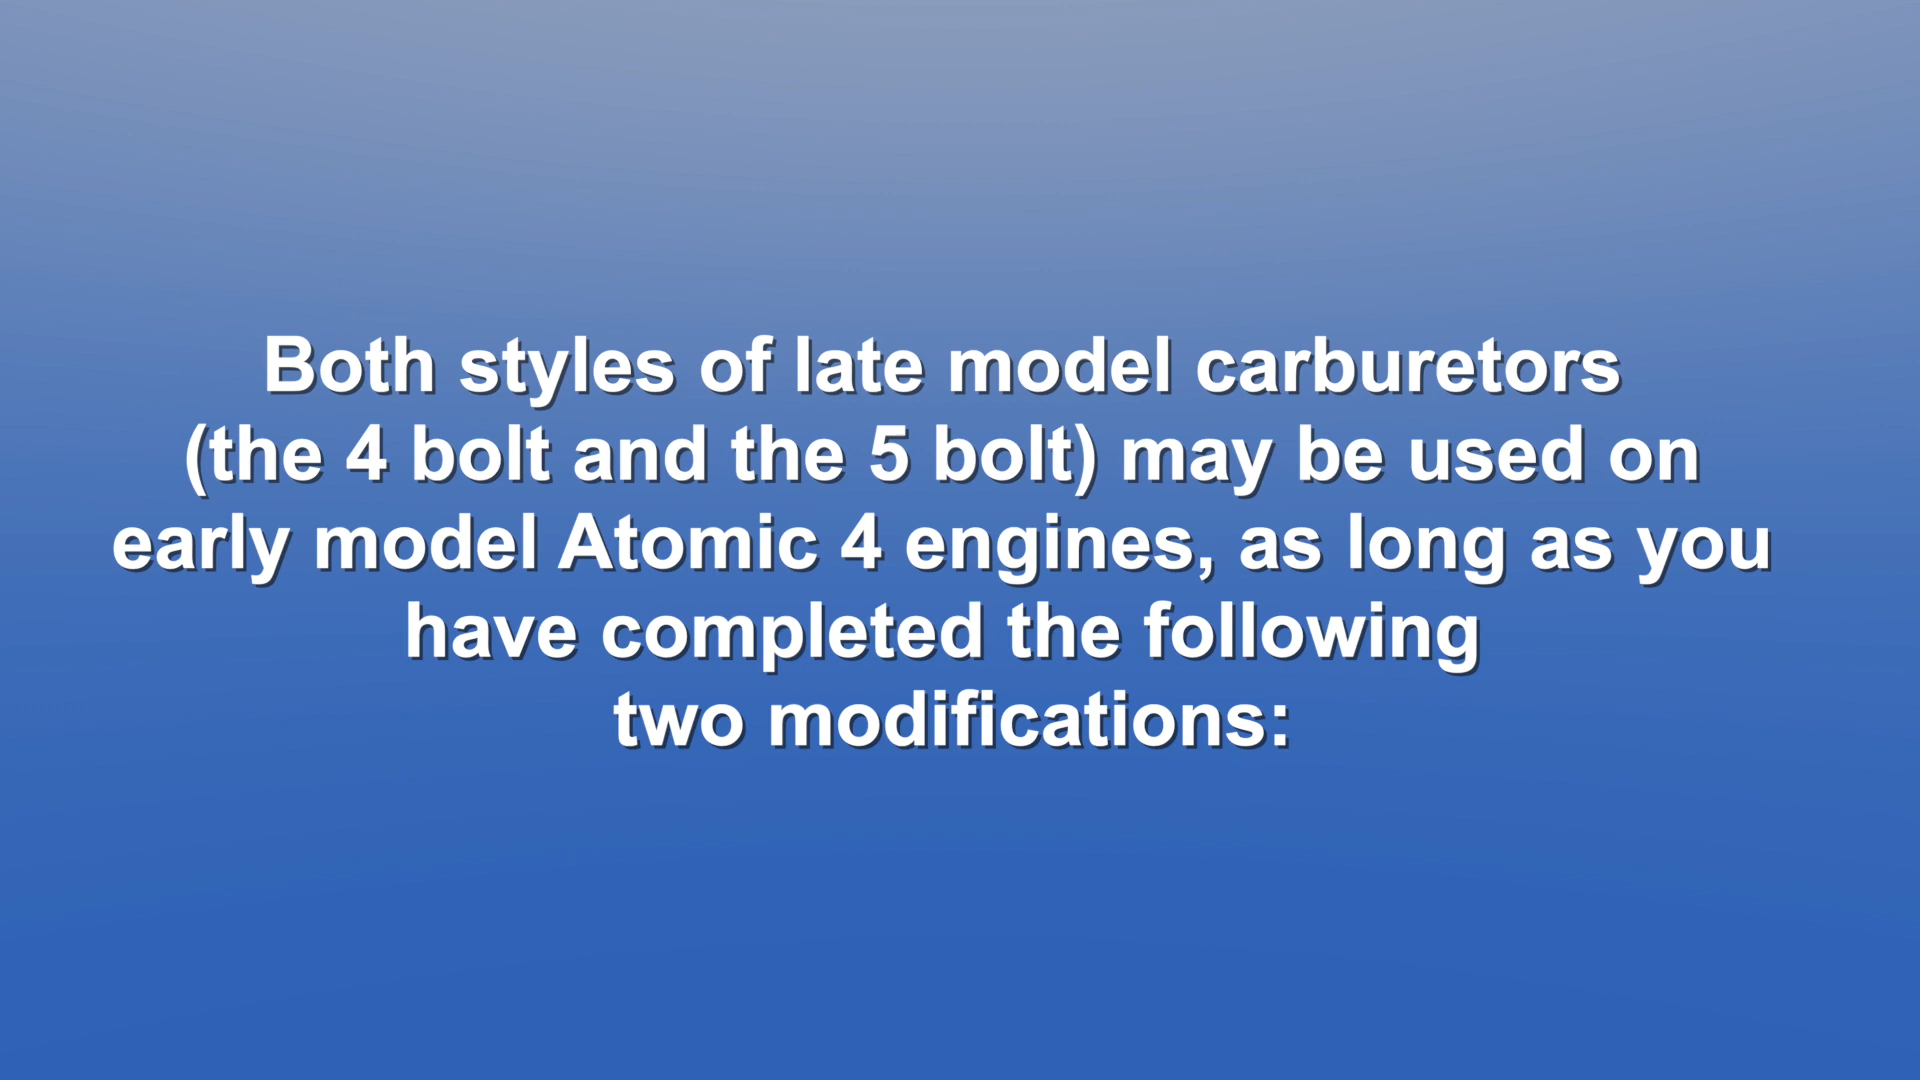 Both styles of late model carburetors
(the 4 bolt and the 5 bolt) may be used on
early model Atomic 4 engines, as long as you
have completed the following
two modifications: